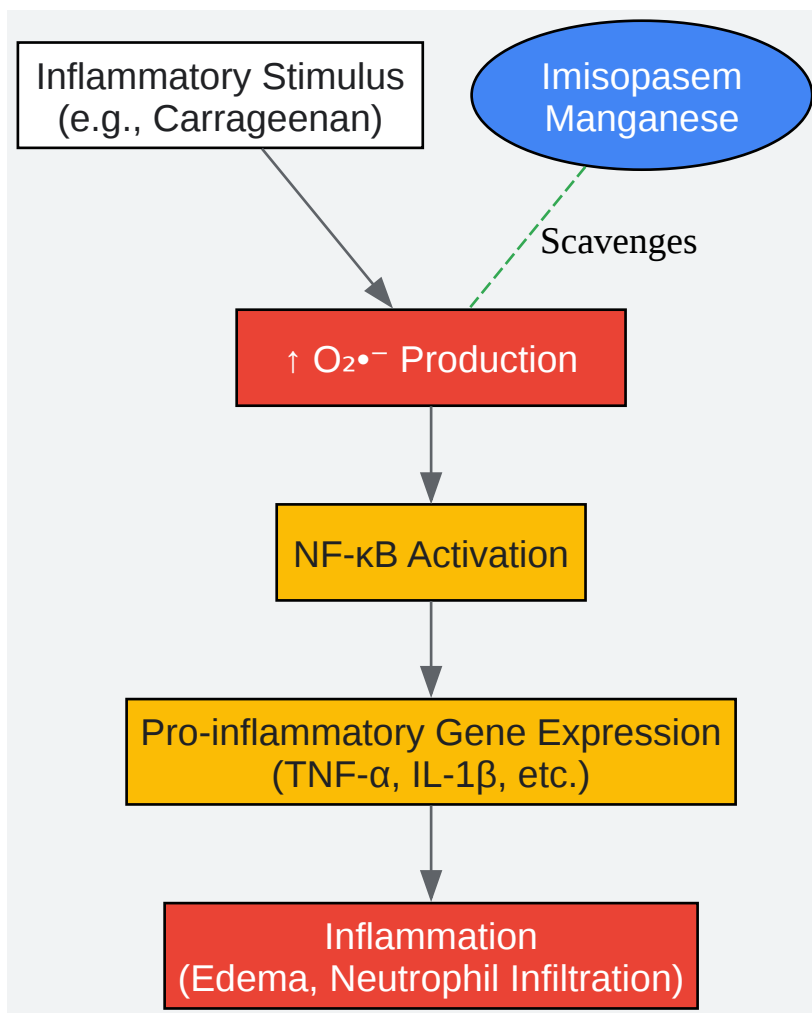 Inflammatory Stimulus
(e.g., Carrageenan)
Imisopasem
Manganese
Scavenges
↑ O₂•⁻ Production
NF-κB Activation
Pro-inflammatory Gene Expression
(TNF-α, IL-1β, etc.)
Inflammation
(Edema, Neutrophil Infiltration)